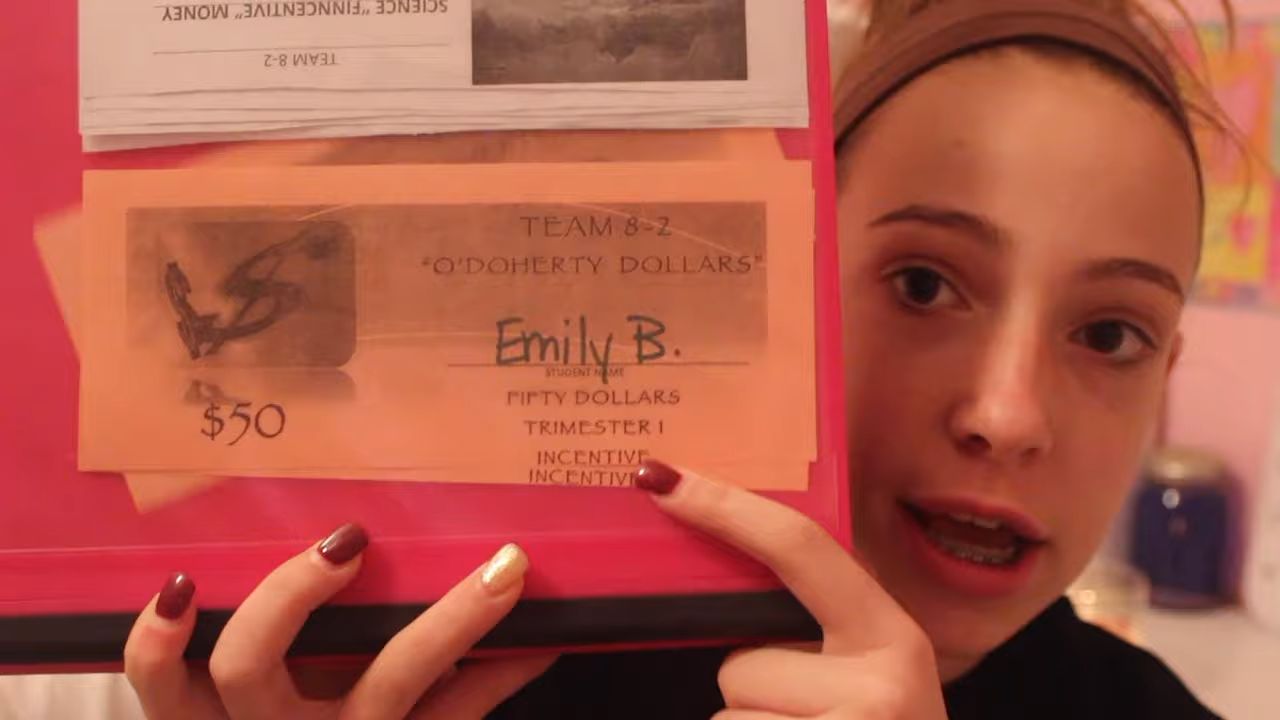 SCIENCE "FINNCENTIVE" MONEY
TEAM 8-2
TEAM 8-2
"O'DOHERTY DOLLARS"
Emily B.
STUDENT NAME
$50
FIFTY DOLLARS
TRIMESTER 1
INCENTIVE
INCENTIVE